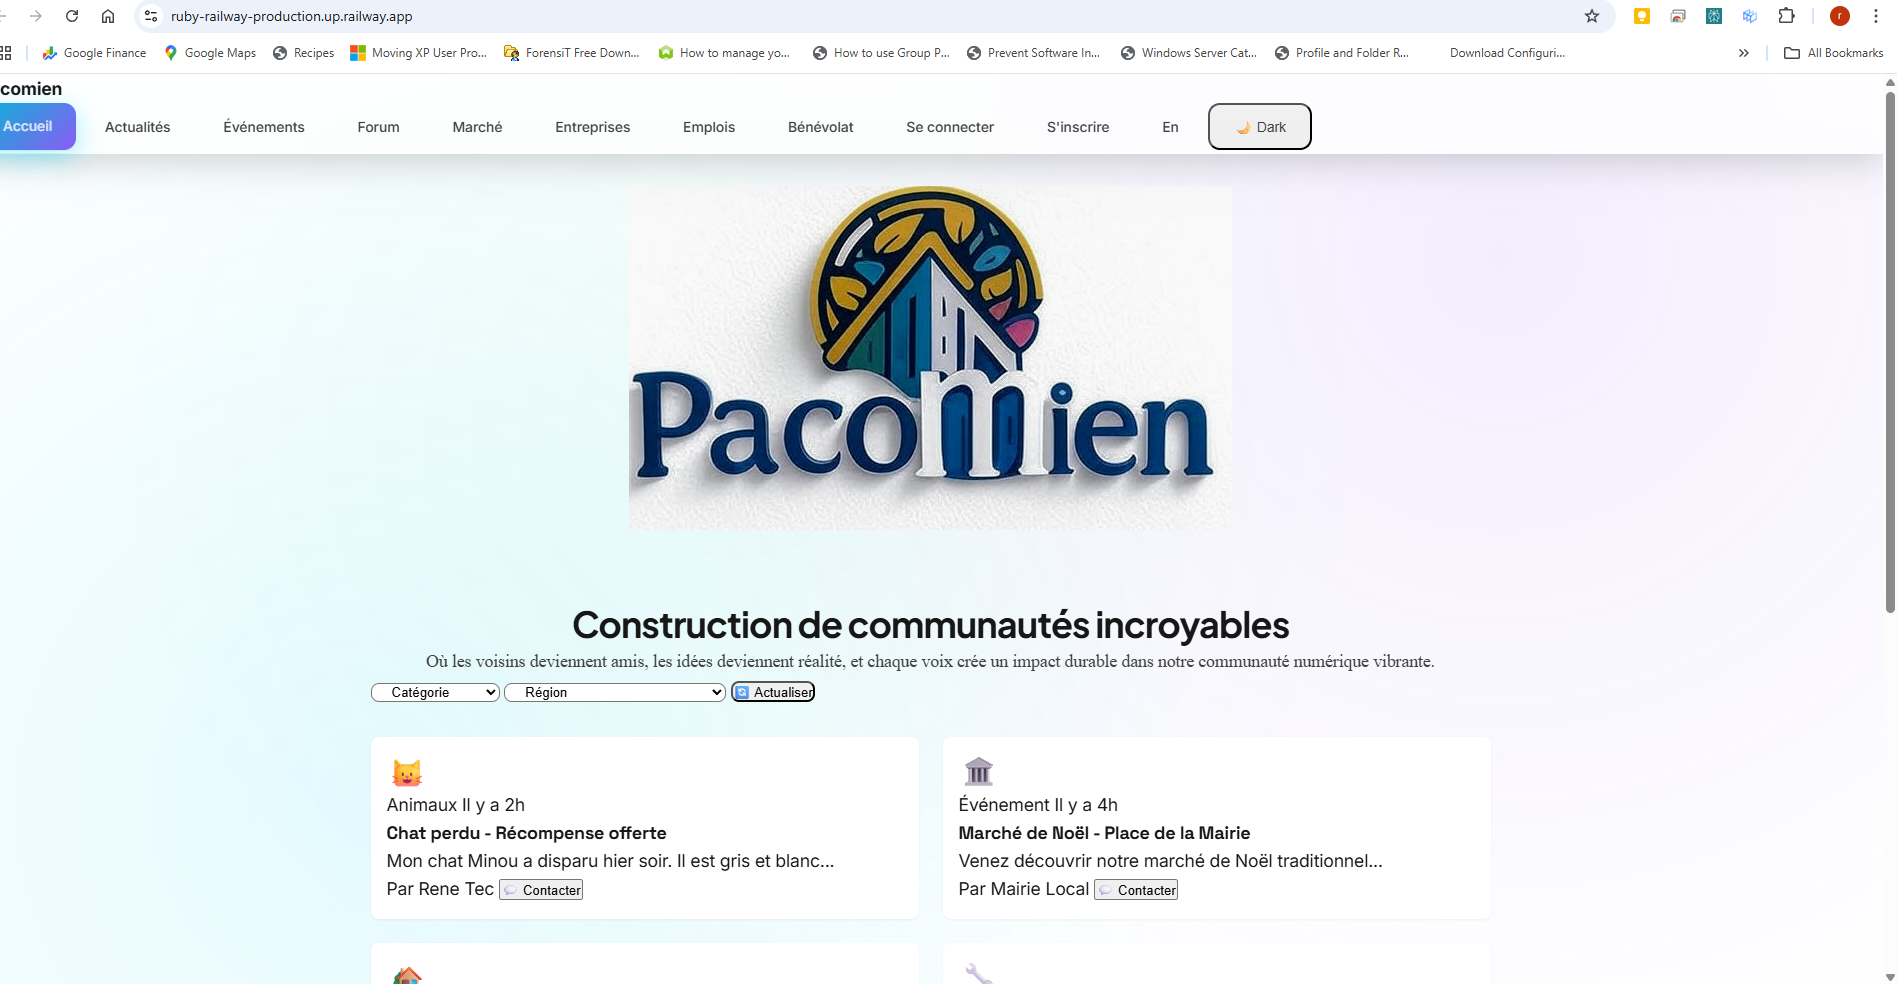 ruby-railway-production.up.railway.app
r
Google Finance
Google Maps
Recipes
Moving XP User Pro...
ForensiT Free Down...
How to manage yo...
How to use Group P...
Prevent Software In...
Windows Server Cat...
Profile and Folder R...
Download Configuri...
»
All Bookmarks
comien
Accueil
Actualités
Événements
Forum
Marché
Entreprises
Emplois
Bénévolat
Se connecter
S'inscrire
En
🌙 Dark
Pacomien
Construction de communautés incroyables
Où les voisins deviennent amis, les idées deviennent réalité, et chaque voix crée un impact durable dans notre communauté numérique vibrante.
Catégorie
Région
🔄 Actualiser
Animaux Il y a 2h
Chat perdu - Récompense offerte
Mon chat Minou a disparu hier soir. Il est gris et blanc...
Par Rene Tec 💬 Contacter
Événement Il y a 4h
Marché de Noël - Place de la Mairie
Venez découvrir notre marché de Noël traditionnel...
Par Mairie Local 💬 Contacter